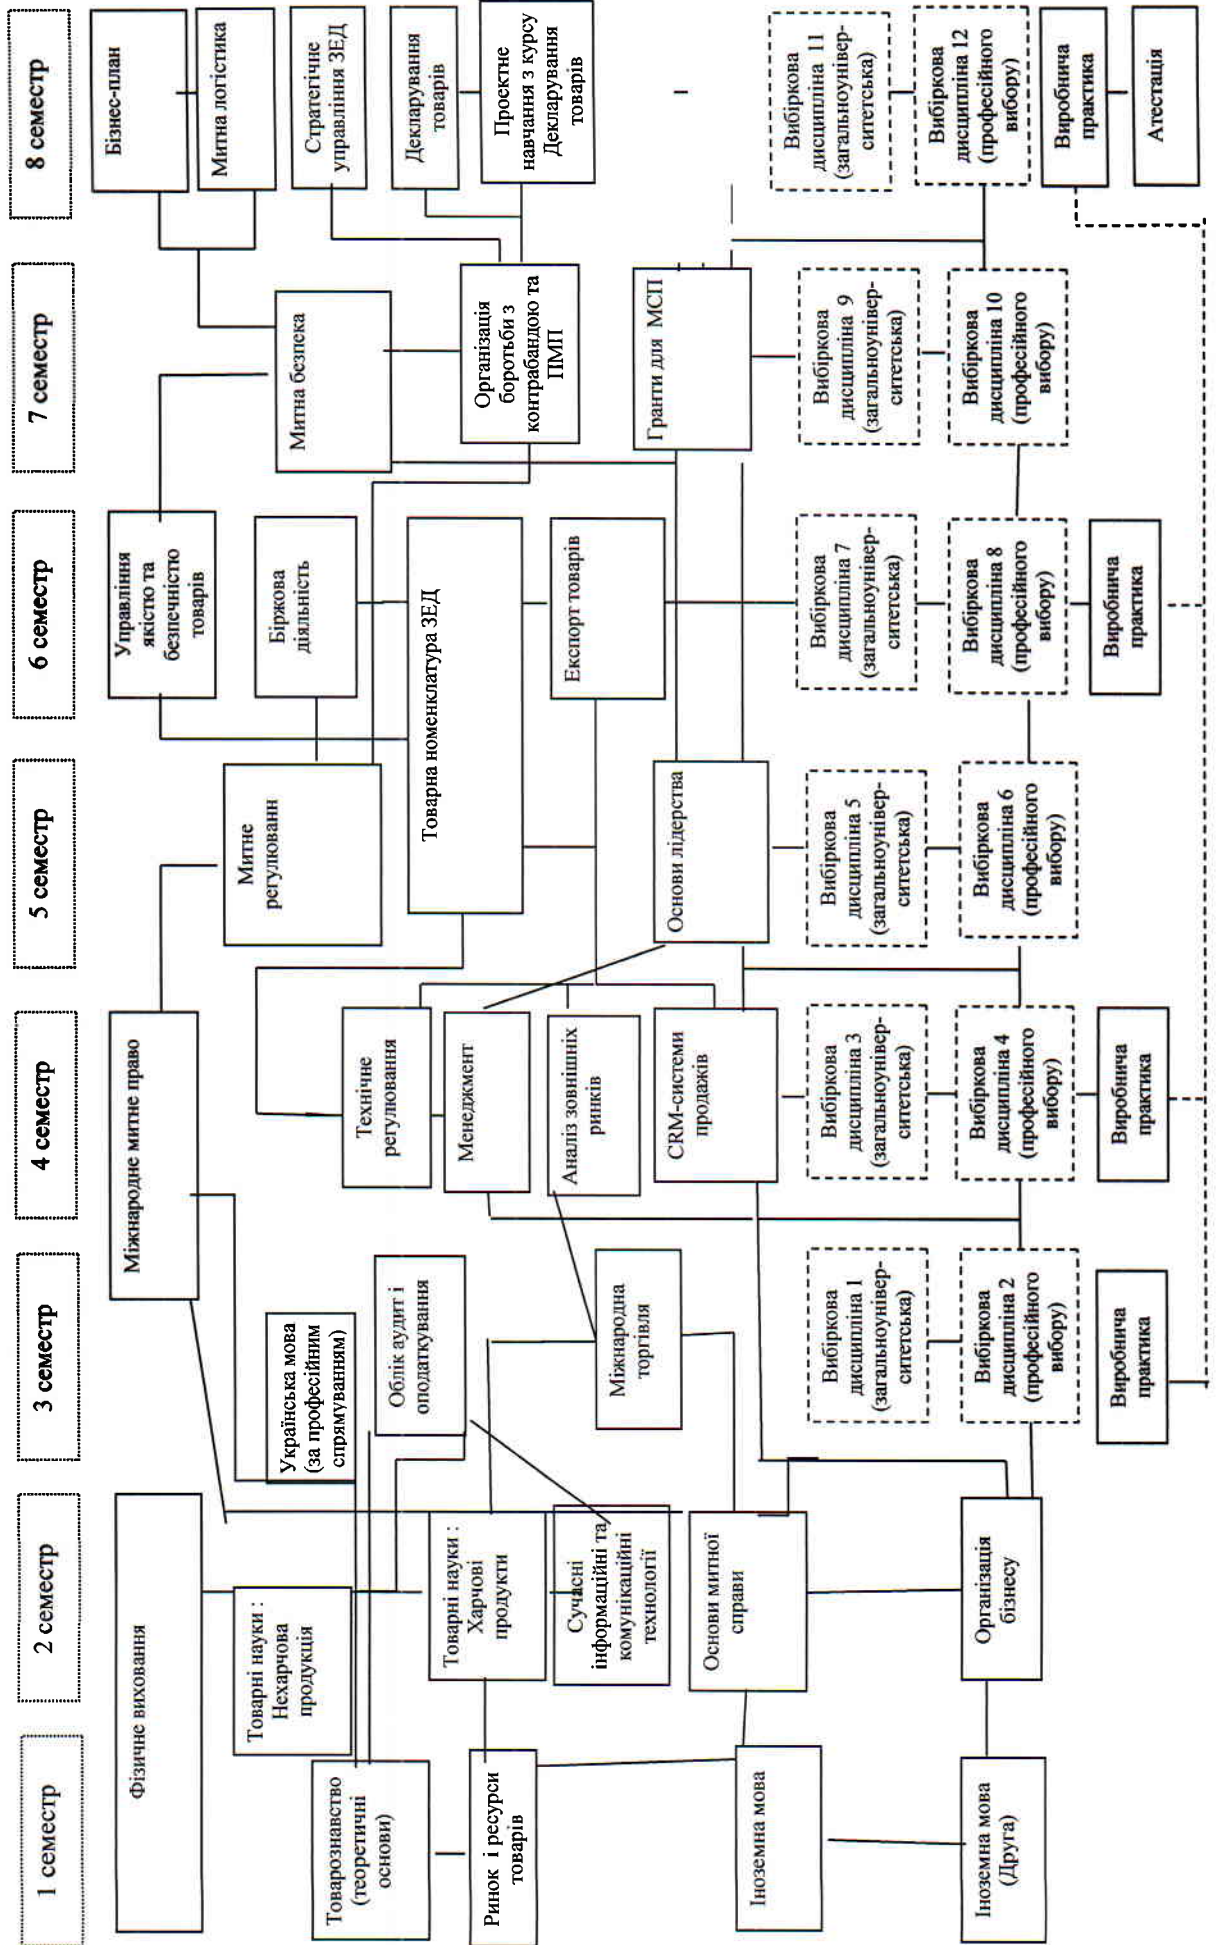 1 семестр
2 семестр
3 семестр
4 семестр
5 семестр
6 семестр
7 семестр
8 семестр
Фізичне виховання
Товарознавство
(теоретичні
основи)
Ринок і ресурси
товарів
Іноземна мова
Іноземна мова
(Друга)
Товарні науки :
Нехарчова
продукція
Товарні науки :
Харчові
продукти
Сучасні
інформаційні та
комунікаційні
технології
Основи митної
справи
Організація
бізнесу
Міжнародне митне право
Українська мова
(за професійним
спрямуванням)
Облік аудит і
оподаткування
Міжнародна
торгівля
Вибіркова
дисципліна 1
(загальноунівер-
ситетська)
Вибіркова
дисципліна 2
(професійного
вибору)
Виробнича
практика
Технічне
регулювання
Менеджмент
Аналіз зовнішніх
ринків
CRM-системи
продажів
Вибіркова
дисципліна 3
(загальноунівер-
ситетська)
Вибіркова
дисципліна 4
(професійного
вибору)
Виробнича
практика
Митне
регулюванн
Товарна номенклатура ЗЕД
Основи лідерства
Вибіркова
дисципліна 5
(загальноунівер-
ситетська)
Вибіркова
дисципліна 6
(професійного
вибору)
Управління
якістю та
безпечністю
товарів
Біржова
діяльність
Експорт товарів
Вибіркова
дисципліна 7
(загальноунівер-
ситетська)
Вибіркова
дисципліна 8
(професійного
вибору)
Виробнича
практика
Митна безпека
Організація
боротьби з
контрабандою та
ПМП
Гранти для МСП
Вибіркова
дисципліна 9
(загальноунівер-
ситетська)
Вибіркова
дисципліна 10
(професійного
вибору)
Бізнес-план
Митна логістика
Стратегічне
управління ЗЕД
Декларування
товарів
Проектне
навчання з курсу
Декларування
товарів
Вибіркова
дисципліна 11
(загальноунівер-
ситетська)
Вибіркова
дисципліна 12
(професійного
вибору)
Виробнича
практика
Атестація